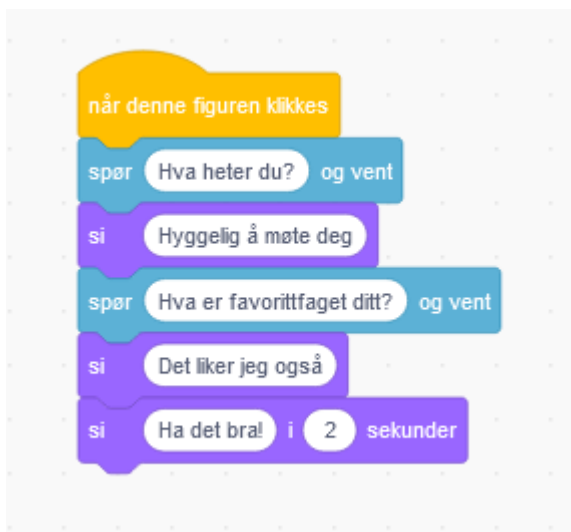 når denne figuren klikkes
spør Hva heter du? og vent
si Hyggelig å møte deg
spør Hva er favorittfaget ditt? og vent
si Det liker jeg også
si Ha det bra! i 2 sekunder